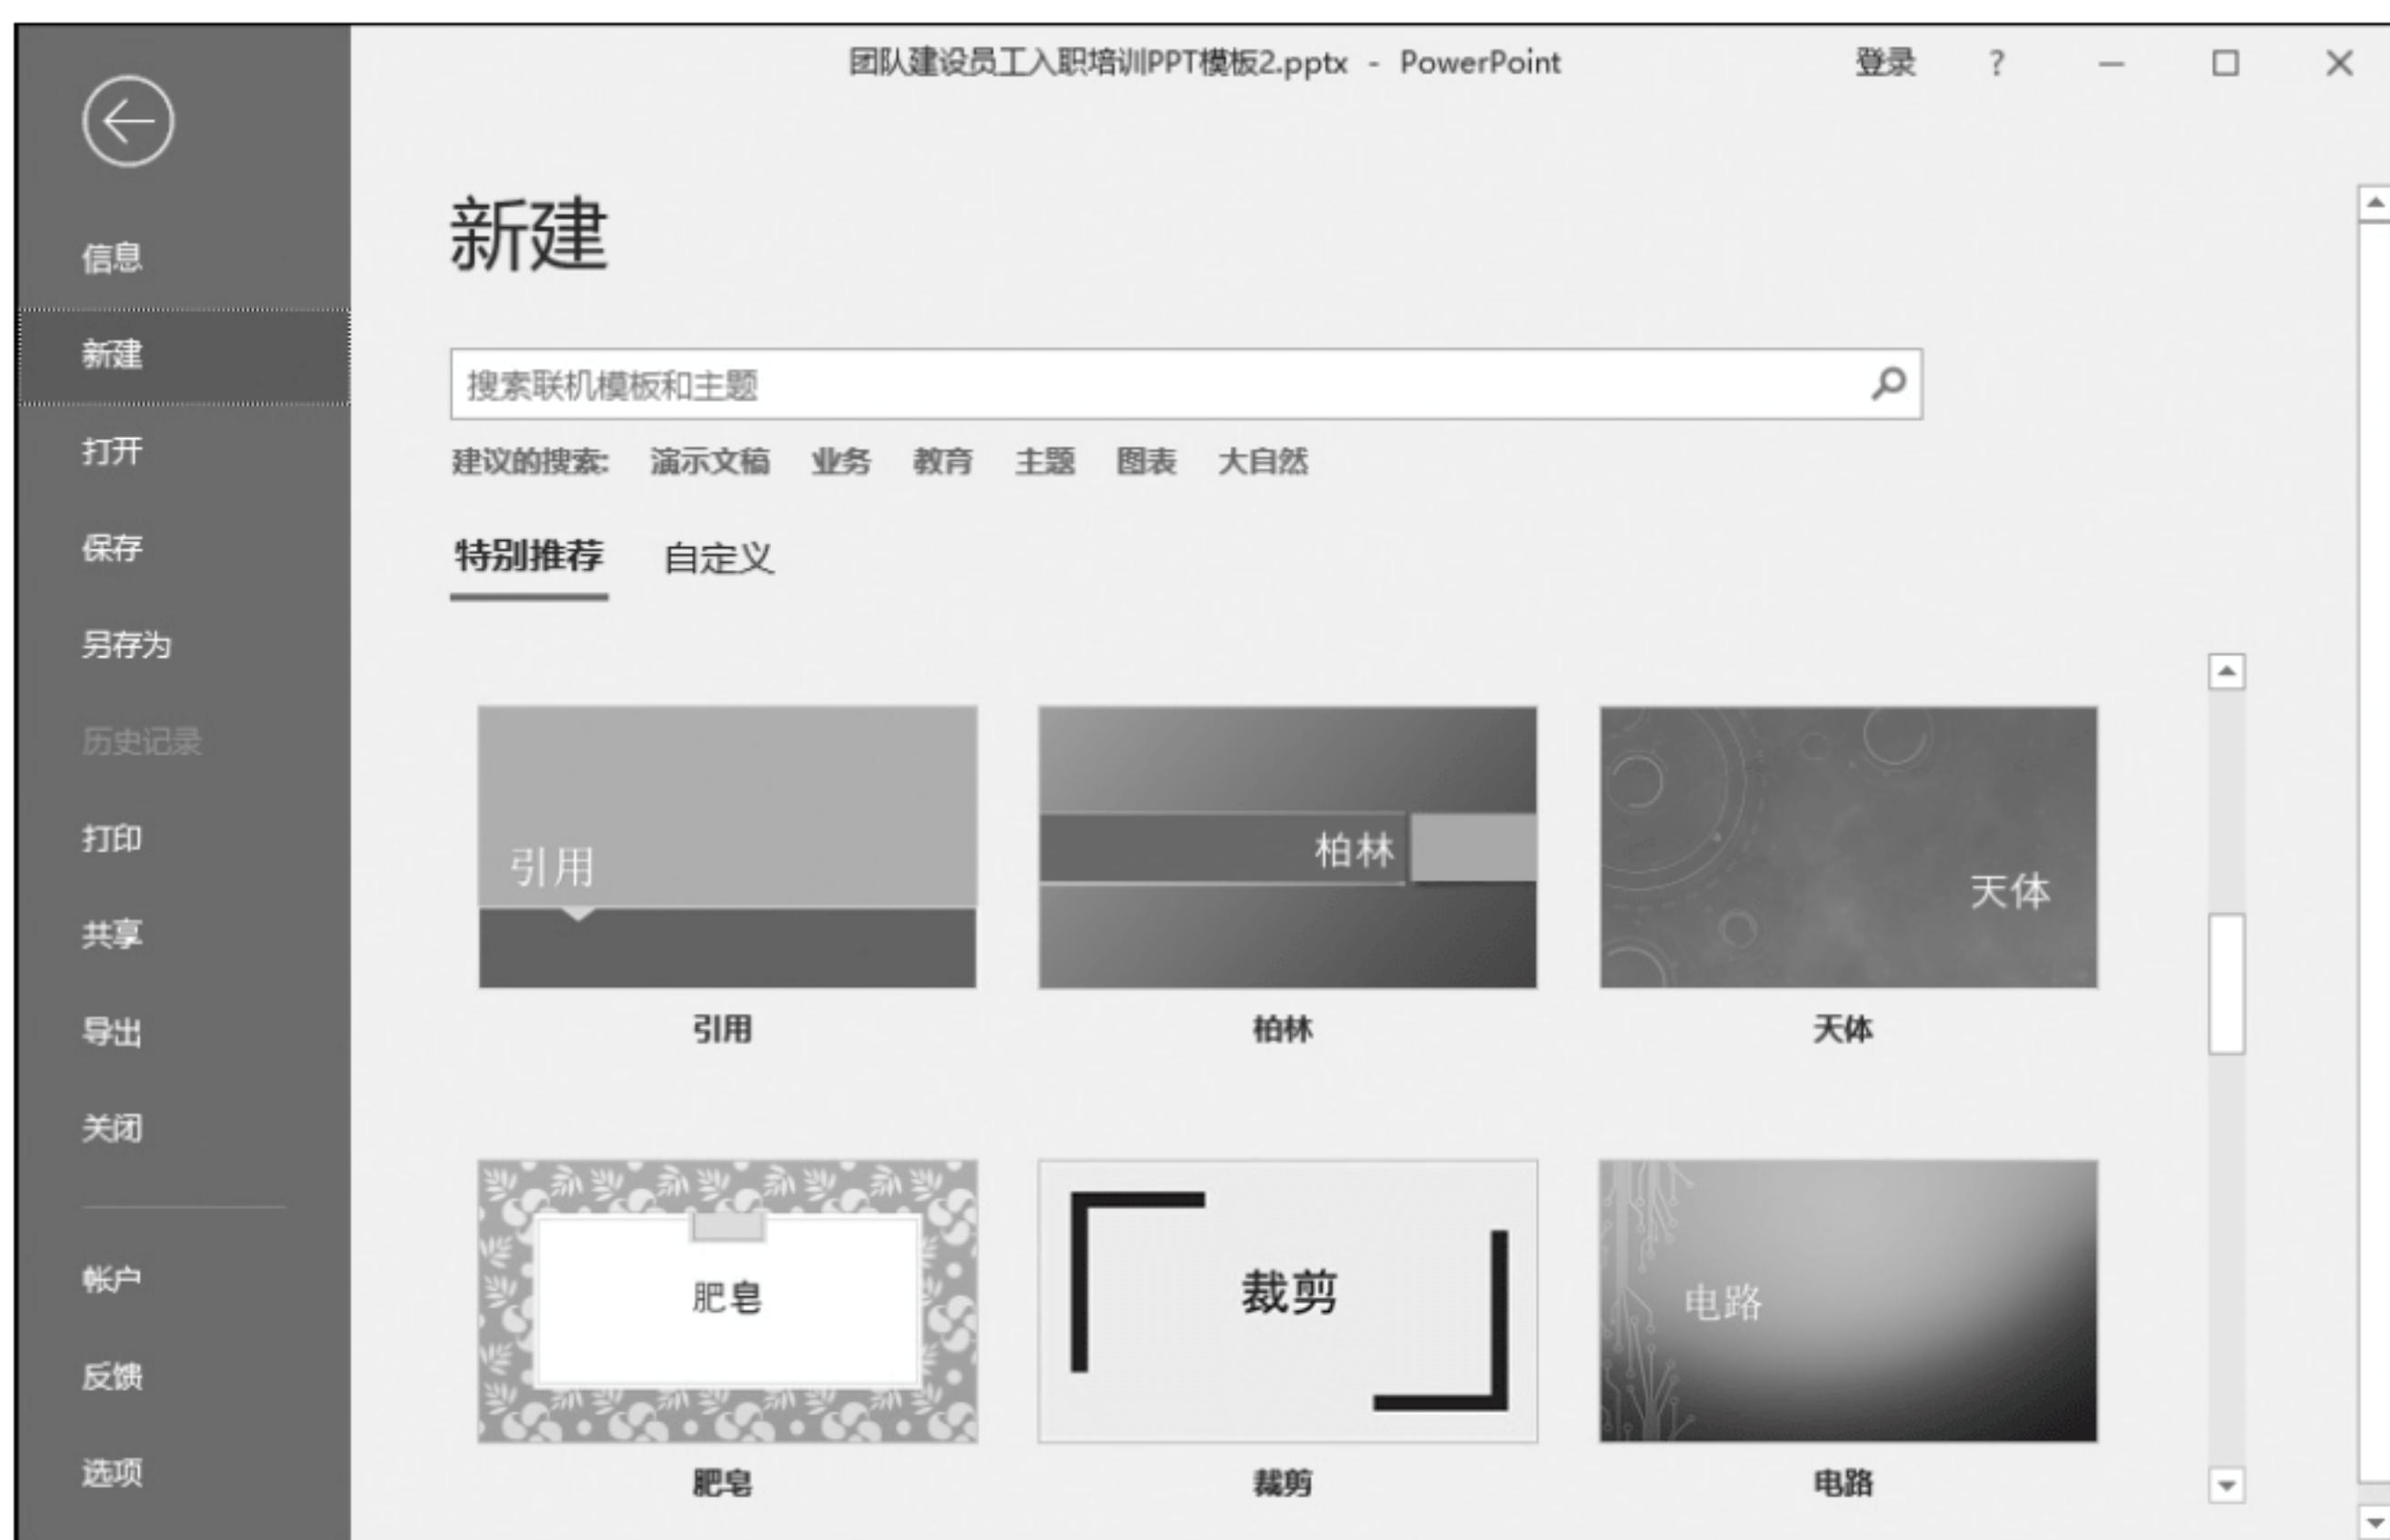 团队建设员工入职培训PPT模板2.pptx - PowerPoint
登录 ?
信息
新建
打开
保存
另存为
历史记录
打印
共享
导出
关闭
帐户
反馈
选项
新建
搜索联机模板和主题
建议的搜索: 演示文稿 业务 教育 主题 图表 大自然
特别推荐 自定义
引用
柏林
天体
引用 柏林 天体
肥皂
裁剪
电路
肥皂 裁剪 电路